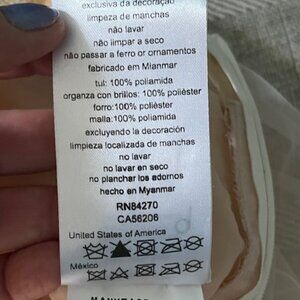 exclusiva da decoração
limpeza de manchas
não lavar
não limpar a seco
não passar a ferro or ornamentos
fabricado em Mianmar
tul: 100% poliamida
organza con brillos: 100% poliéster
forro:100% poliéster
malla:100% poliamida
excluyendo la decoración
limpieza localizada de manchas
no lavar
no lavar en seco
no planchar los adornos
hecho en Myanmar
RN84270
CA56206
United States of America
México